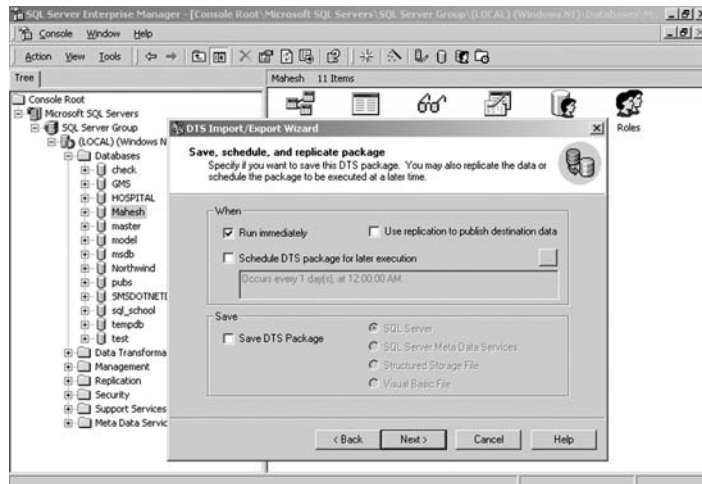 SQL Server Enterprise Manager - [Console Root\Microsoft SQL Servers\SQL Server Group\(LOCAL) (Windows NT)\Databases\M...
Console Window Help
Action View Tools
Tree
Mahesh 11 Items
Console Root
Microsoft SQL Servers
SQL Server Group
(LOCAL) (Windows N
Databases
check
GMS
HOSPITAL
Mahesh
master
model
msdb
Northwind
pubs
SMSDOTNETI
sql_school
tempdb
test
Data Transforma
Management
Replication
Security
Support Services
Meta Data Servic
Roles
DTS Import/Export Wizard
Save, schedule, and replicate package
Specify if you want to save this DTS package. You may also replicate the data or
schedule the package to be executed at a later time.
When
Run immediately
Use replication to publish destination data
Schedule DTS package for later execution
...
Occurs every 1 day(s), at 12:00:00 AM.
Save
Save DTS Package
SQL Server
SQL Server Meta Data Services
Structured Storage File
Visual Basic File
< Back
Next >
Cancel
Help